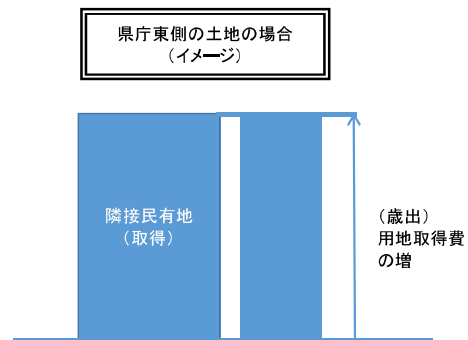 県庁東側の土地の場合
（イメージ）
隣接民有地
（取得）
（歳出）
用地取得費
の増